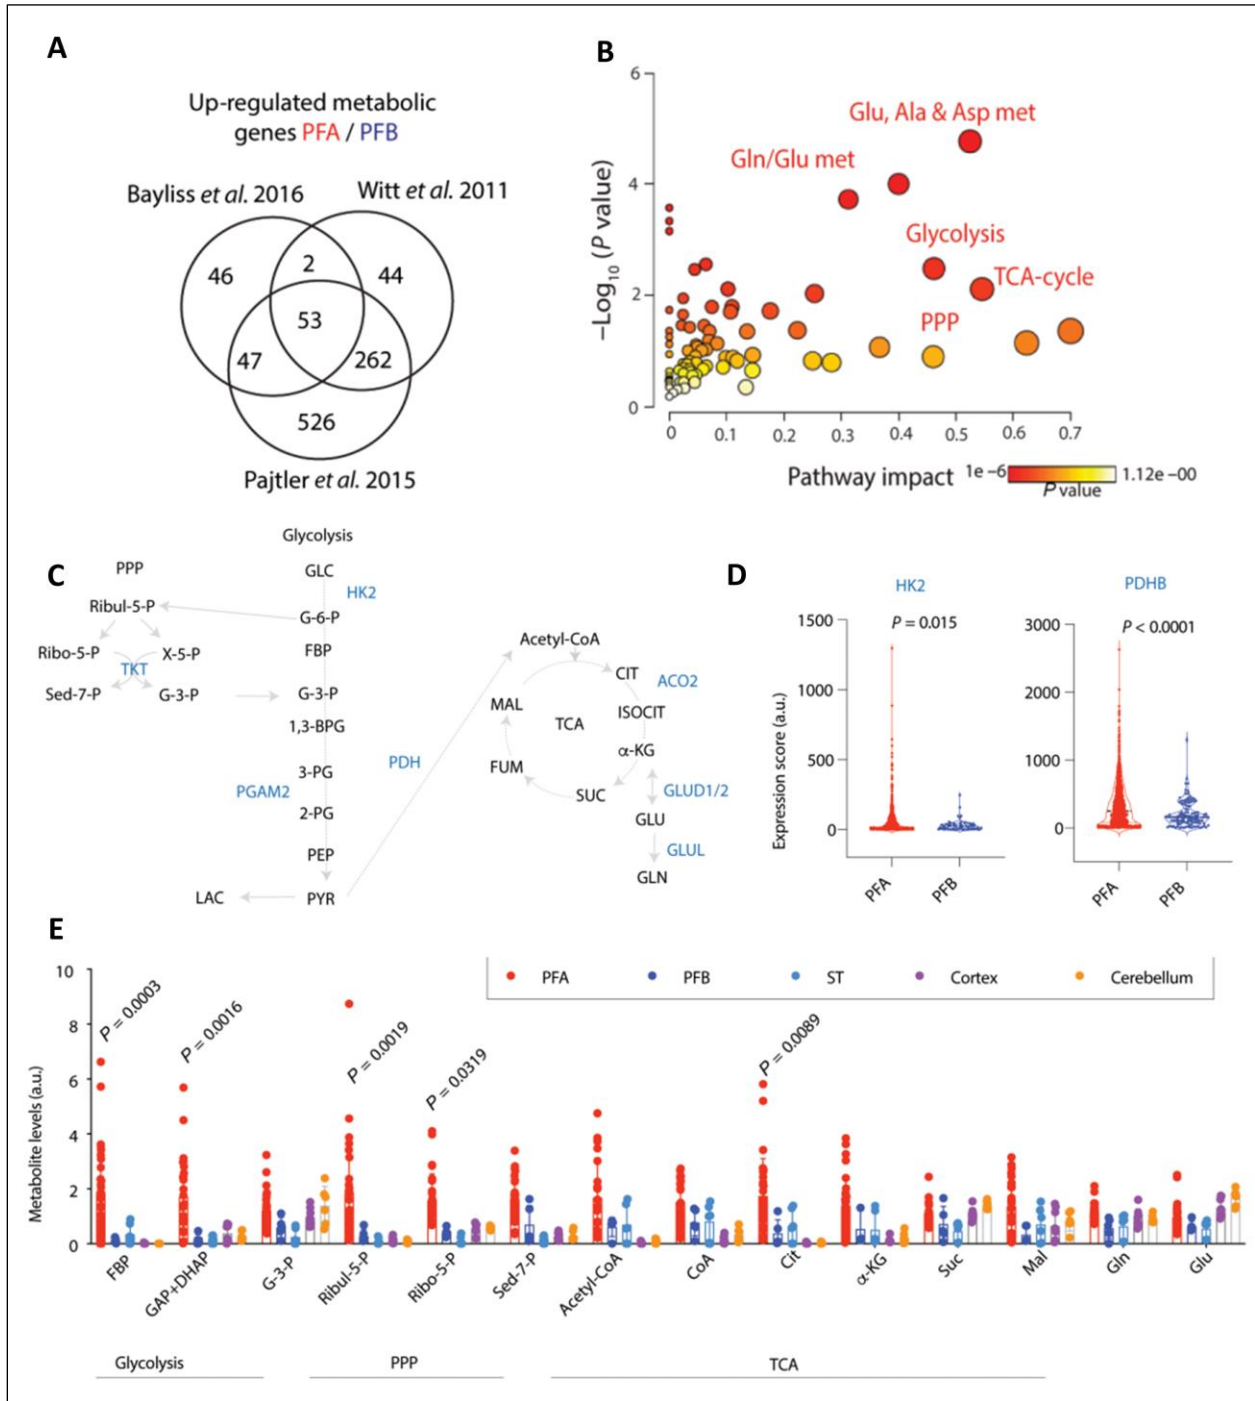 A
Up-regulated metabolic
genes PFA / PFB
Bayliss et al. 2016
Witt et al. 2011
46
2
44
53
47
262
526
Pajtler et al. 2015
B
6
4
2
0
−Log10 (P value)
Glu, Ala & Asp met
Gln/Glu met
Glycolysis
TCA-cycle
PPP
0
0.1
0.2
0.3
0.4
0.5
0.6
0.7
Pathway impact
1e −6
1.12e −00
P value
C
Glycolysis
PPP
GLC
HK2
Ribul-5-P
G-6-P
Ribo-5-P
X-5-P
FBP
TKT
Sed-7-P
G-3-P
G-3-P
1,3-BPG
3-PG
PGAM2
2-PG
PEP
LAC
PYR
PDH
Acetyl-CoA
CIT
ACO2
MAL
ISOCIT
TCA
α-KG
FUM
SUC
GLUD1/2
GLU
GLUL
GLN
D
HK2
P = 0.015
1500
1000
500
0
Expression score (a.u.)
PFA
PFB
PDHB
P < 0.0001
3000
2000
1000
0
PFA
PFB
E
PFA
PFB
ST
Cortex
Cerebellum
10
8
6
4
2
0
Metabolite levels (a.u.)
P = 0.0003
P = 0.0016
P = 0.0019
P = 0.0319
P = 0.0089
FBP
GAP+DHAP
G-3-P
Ribul-5-P
Ribo-5-P
Sed-7-P
Acetyl-CoA
CoA
Cit
α-KG
Suc
Mal
Gln
Glu
Glycolysis
PPP
TCA